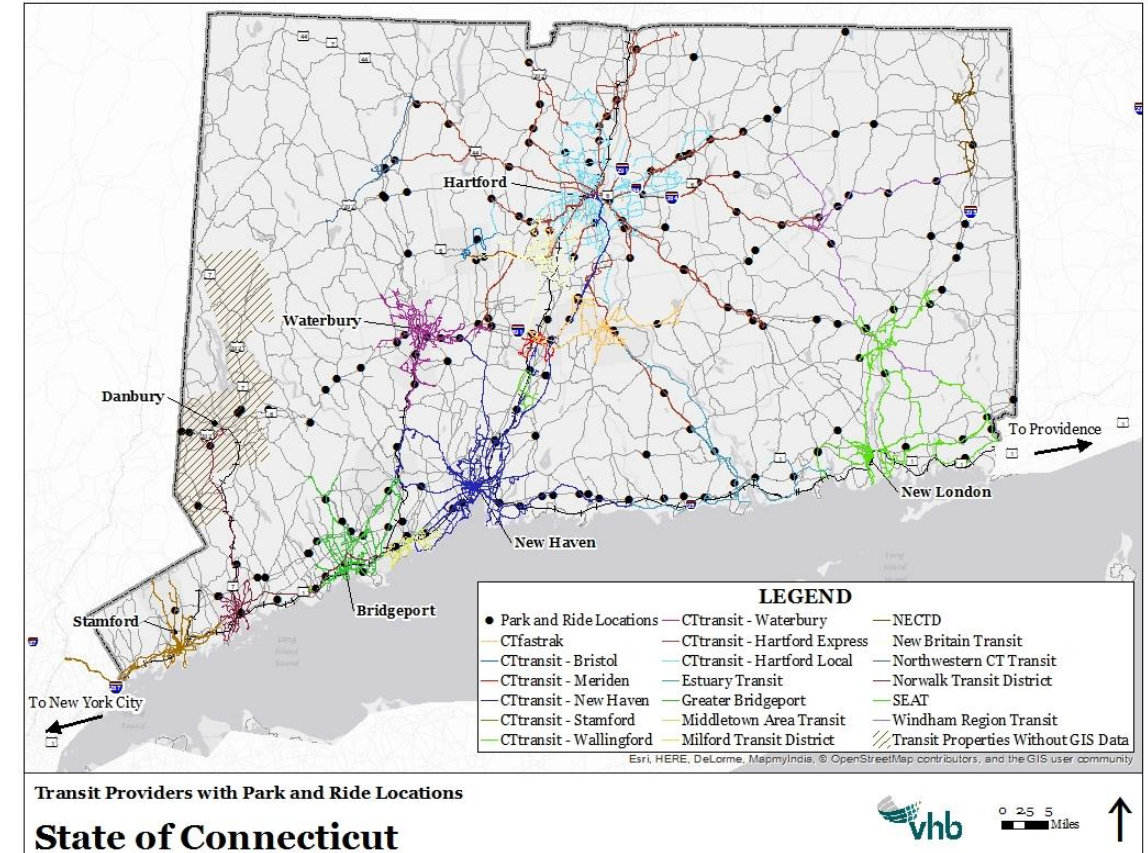 Hartford
Waterbury
Danbury
To Providence
New London
New Haven
Bridgeport
Stamford
To New York City
Long
Island
Sound
LEGEND
Park and Ride Locations
CTfastrak
CTtransit - Bristol
CTtransit - Meriden
CTtransit - New Haven
CTtransit - Stamford
CTtransit - Wallingford
CTtransit - Waterbury
CTtransit - Hartford Express
CTtransit - Hartford Local
Estuary Transit
Greater Bridgeport
Middletown Area Transit
Milford Transit District
NECTD
New Britain Transit
Northwestern CT Transit
Norwalk Transit District
SEAT
Windham Region Transit
Transit Properties Without GIS Data
Esri, HERE, DeLorme, MapmyIndia, © OpenStreetMap contributors, and the GIS user community
Transit Providers with Park and Ride Locations
State of Connecticut
vhb
0 2.5 5
Miles